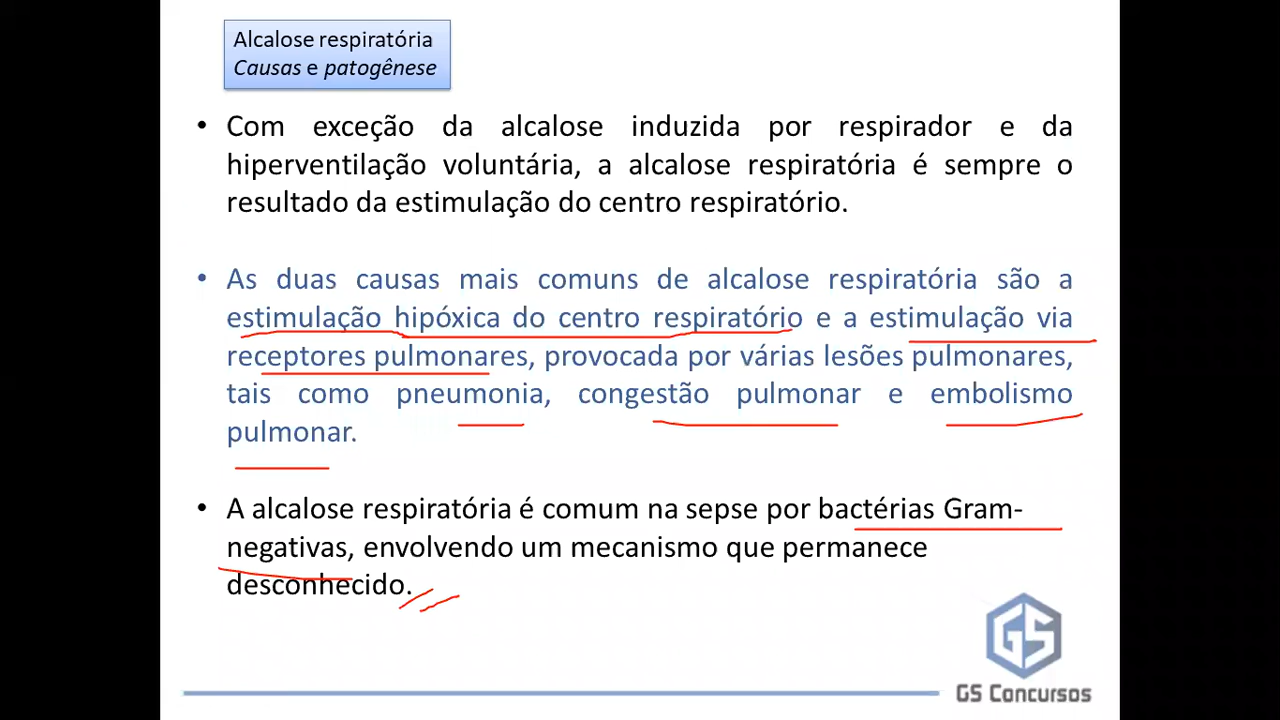 Alcalose respiratória
Causas e patogênese
• Com exceção da alcalose induzida por respirador e da
hiperventilação voluntária, a alcalose respiratória é sempre o
resultado da estimulação do centro respiratório.
• As duas causas mais comuns de alcalose respiratória são a
estimulação hipóxica do centro respiratório e a estimulação via
receptores pulmonares, provocada por várias lesões pulmonares,
tais como pneumonia, congestão pulmonar e embolismo
pulmonar.
• A alcalose respiratória é comum na sepse por bactérias Gram-
negativas, envolvendo um mecanismo que permanece
desconhecido.
GS
GS Concursos